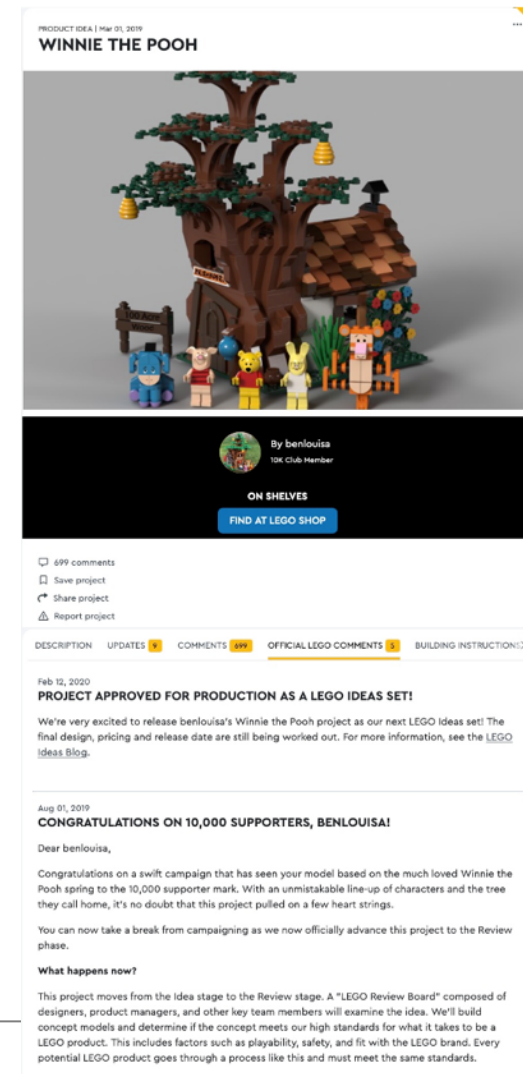 PRODUCT IDEA | Mar 01, 2019
WINNIE THE POOH
100 Acre
Wood
By benlouisa
10K Club Member
ON SHELVES
FIND AT LEGO SHOP
699 comments
Save project
Share project
Report project
DESCRIPTION UPDATES 9 COMMENTS 699 OFFICIAL LEGO COMMENTS 5 BUILDING INSTRUCTIONS
Feb 12, 2020
PROJECT APPROVED FOR PRODUCTION AS A LEGO IDEAS SET!
We're very excited to release benlouisa's Winnie the Pooh project as our next LEGO Ideas set! The
final design, pricing and release date are still being worked out. For more information, see the LEGO
Ideas Blog.
Aug 01, 2019
CONGRATULATIONS ON 10,000 SUPPORTERS, BENLOUISA!
Dear benlouisa,
Congratulations on a swift campaign that has seen your model based on the much loved Winnie the
Pooh spring to the 10,000 supporter mark. With an unmistakable line-up of characters and the tree
they call home, it's no doubt that this project pulled on a few heart strings.
You can now take a break from campaigning as we now officially advance this project to the Review
phase.
What happens now?
This project moves from the Idea stage to the Review stage. A "LEGO Review Board" composed of
designers, product managers, and other key team members will examine the idea. We'll build
concept models and determine if the concept meets our high standards for what it takes to be a
LEGO product. This includes factors such as playability, safety, and fit with the LEGO brand. Every
potential LEGO product goes through a process like this and must meet the same standards.